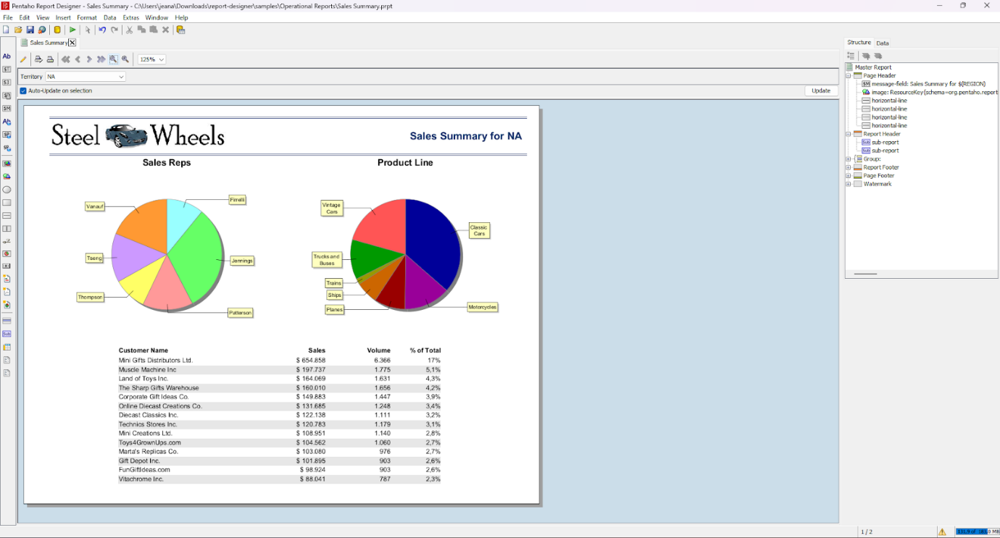 Pentaho Report Designer - Sales Summary - C:\Users\jeana\Downloads\report-designer\samples\Operational Reports\Sales Summary.prpt
File Edit View Insert Format Data Extras Window Help
Sales Summary
125%
Territory NA
Auto-Update on selection
Update
Steel Wheels
Sales Summary for NA
Sales Reps
Product Line
Firrelli
Vanauf
Tseng
Jennings
Thompson
Patterson
Vintage
Cars
Classic
Cars
Trucks and
Buses
Trains
Ships
Planes
Motorcycles
Customer Name Sales Volume % of Total
Mini Gifts Distributors Ltd. $ 654.858 6.366 17%
Muscle Machine Inc $ 197.737 1.775 5,1%
Land of Toys Inc. $ 164.069 1.631 4,3%
The Sharp Gifts Warehouse $ 160.010 1.656 4,2%
Corporate Gift Ideas Co. $ 149.883 1.447 3,9%
Online Diecast Creations Co. $ 131.685 1.248 3,4%
Diecast Classics Inc. $ 122.138 1.111 3,2%
Technics Stores Inc. $ 120.783 1.179 3,1%
Mini Creations Ltd. $ 108.951 1.140 2,8%
Toys4GrownUps.com $ 104.562 1.060 2,7%
Marta's Replicas Co. $ 103.080 976 2,7%
Gift Depot Inc. $ 101.895 903 2,6%
FunGiftIdeas.com $ 98.924 903 2,6%
Vitachrome Inc. $ 88.041 787 2,3%
Structure Data
Master Report
Page Header
message-field: Sales Summary for $(REGION)
image: ResourceKey{schema=org.pentaho.report
horizontal-line
horizontal-line
horizontal-line
horizontal-line
Report Header
Sub sub-report
Sub sub-report
Group:
Report Footer
Page Footer
Watermark
1 / 2